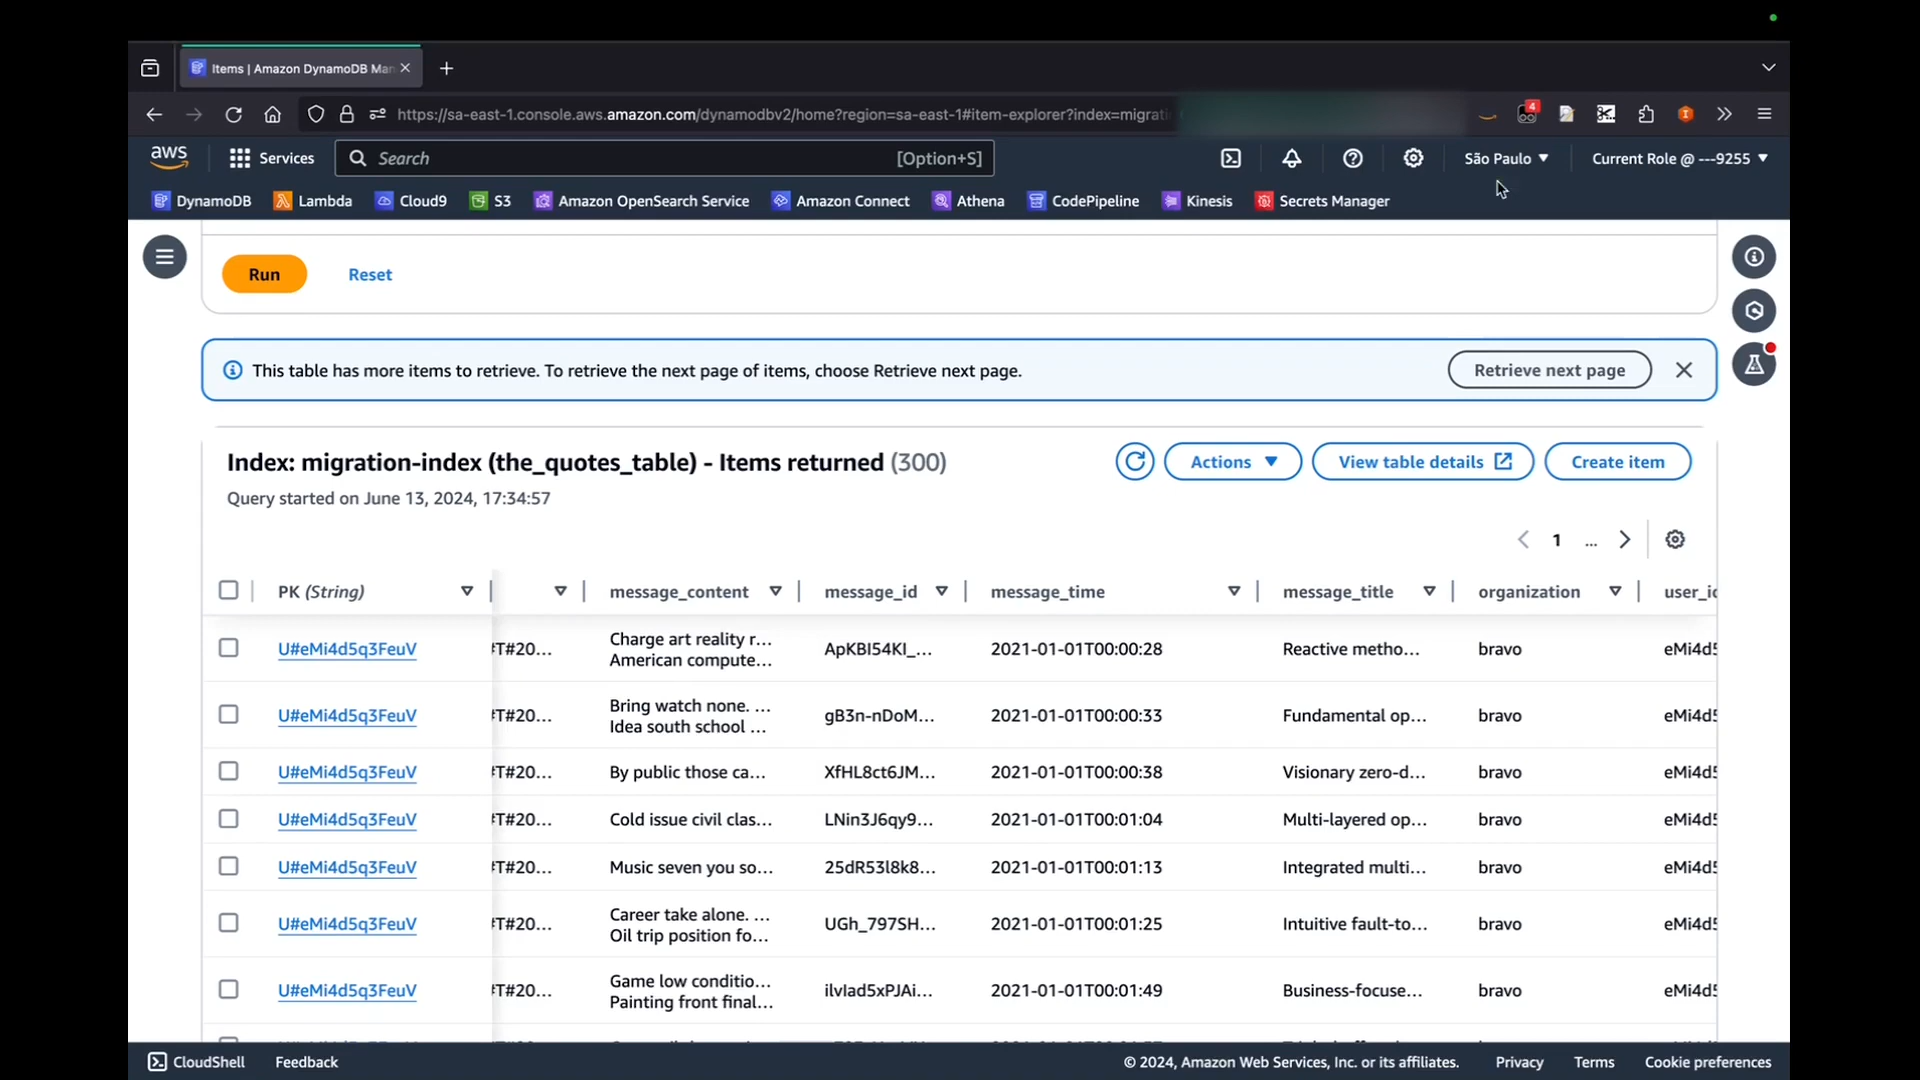 Items | Amazon DynamoDB Man
https://sa-east-1.console.aws.amazon.com/dynamodbv2/home?region=sa-east-1#item-explorer?index=migrati
4
aws Services Search [Option+S] São Paulo Current Role @ ---9255
DynamoDB Lambda Cloud9 S3 Amazon OpenSearch Service Amazon Connect Athena CodePipeline Kinesis Secrets Manager
Run Reset
This table has more items to retrieve. To retrieve the next page of items, choose Retrieve next page. Retrieve next page
Index: migration-index (the_quotes_table) - Items returned (300) Actions View table details Create item
Query started on June 13, 2024, 17:34:57
1 ...
PK (String) message_content message_id message_time message_title organization user_id
U#eMi4d5q3FeuV #T#20... Charge art reality r... ApKBI54KI_... 2021-01-01T00:00:28 Reactive metho... bravo eMi4d5
American compute...
U#eMi4d5q3FeuV #T#20... Bring watch none. ... gB3n-nDoM... 2021-01-01T00:00:33 Fundamental op... bravo eMi4d5
Idea south school ...
U#eMi4d5q3FeuV #T#20... By public those ca... XfHL8ct6JM... 2021-01-01T00:00:38 Visionary zero-d... bravo eMi4d5
U#eMi4d5q3FeuV #T#20... Cold issue civil clas... LNin3J6qy9... 2021-01-01T00:01:04 Multi-layered op... bravo eMi4d5
U#eMi4d5q3FeuV #T#20... Music seven you so... 25dR53l8k8... 2021-01-01T00:01:13 Integrated multi... bravo eMi4d5
U#eMi4d5q3FeuV #T#20... Career take alone. ... UGh_797SH... 2021-01-01T00:01:25 Intuitive fault-to... bravo eMi4d5
Oil trip position fo...
U#eMi4d5q3FeuV #T#20... Game low conditio... ilvIad5xPJAi... 2021-01-01T00:01:49 Business-focuse... bravo eMi4d5
Painting front final...
CloudShell Feedback © 2024, Amazon Web Services, Inc. or its affiliates. Privacy Terms Cookie preferences